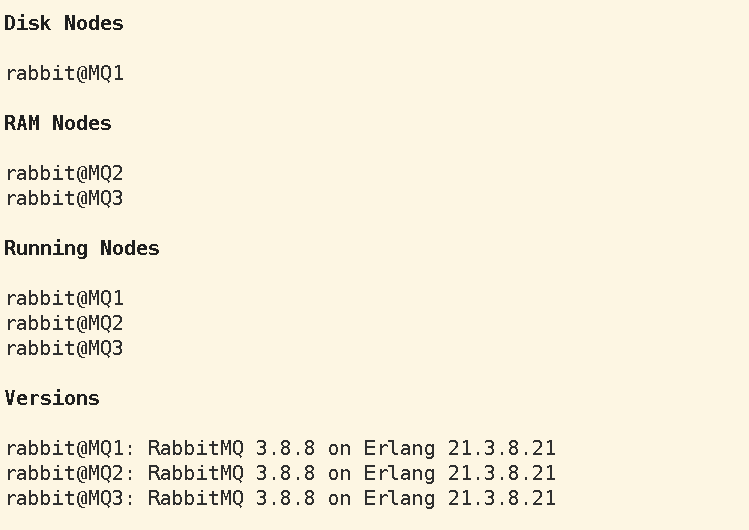 Disk Nodes
rabbit@MQ1
RAM Nodes
rabbit@MQ2
rabbit@MQ3
Running Nodes
rabbit@MQ1
rabbit@MQ2
rabbit@MQ3
Versions
rabbit@MQ1: RabbitMQ 3.8.8 on Erlang 21.3.8.21
rabbit@MQ2: RabbitMQ 3.8.8 on Erlang 21.3.8.21
rabbit@MQ3: RabbitMQ 3.8.8 on Erlang 21.3.8.21